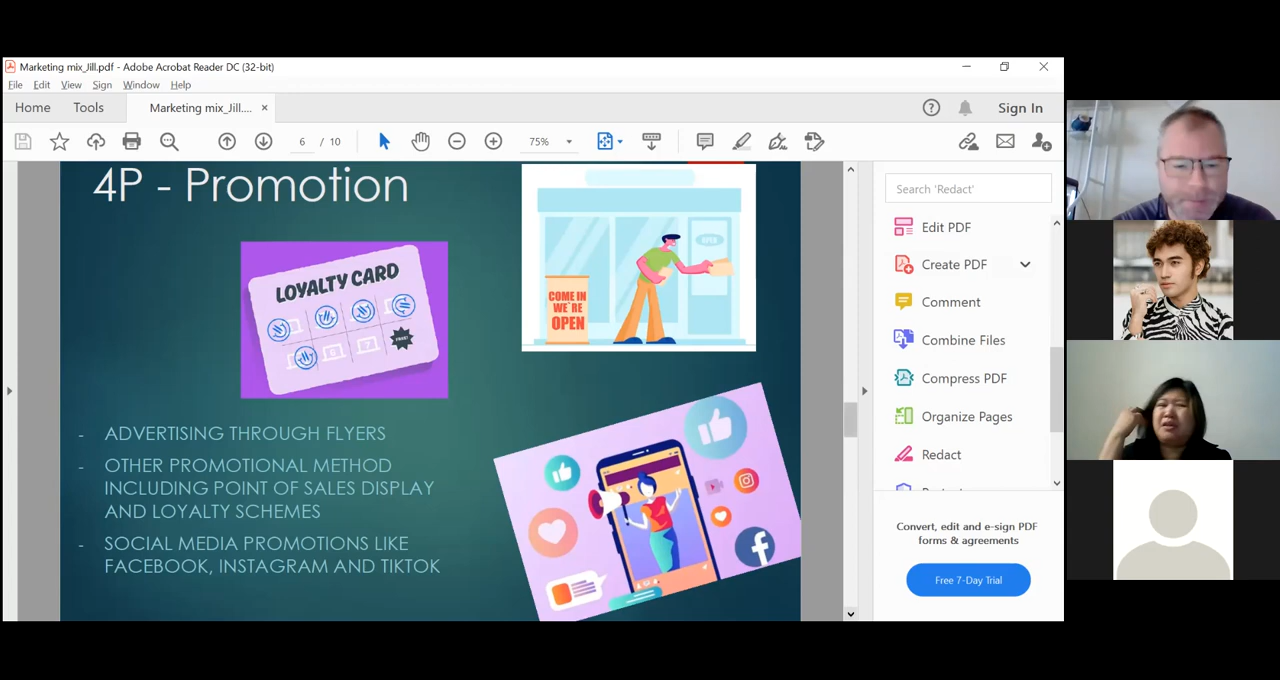 Marketing mix_Jill.pdf - Adobe Acrobat Reader DC (32-bit)
File Edit View Sign Window Help
Home Tools Marketing mix_Jill.... × Sign In
6 / 10 75%
4P - Promotion
LOYALTY CARD
6 7 FREE!
OPEN
COME IN
WE'RE
OPEN
- ADVERTISING THROUGH FLYERS
- OTHER PROMOTIONAL METHOD
INCLUDING POINT OF SALES DISPLAY
AND LOYALTY SCHEMES
- SOCIAL MEDIA PROMOTIONS LIKE
FACEBOOK, INSTAGRAM AND TIKTOK
Search 'Redact'
Edit PDF
Create PDF
Comment
Combine Files
Compress PDF
Organize Pages
Redact
Convert, edit and e-sign PDF
forms & agreements
Free 7-Day Trial